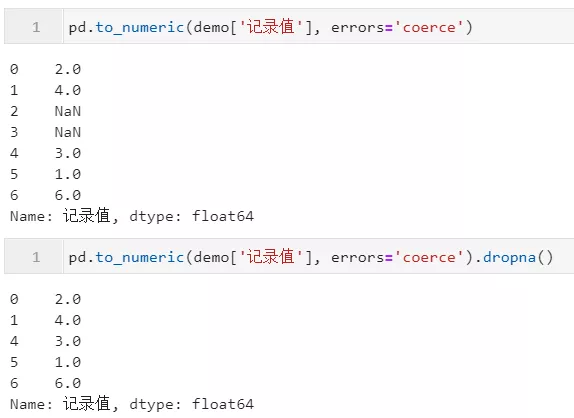 1 pd.to_numeric(demo['记录值'], errors='coerce')
0 2.0
1 4.0
2 NaN
3 NaN
4 3.0
5 1.0
6 6.0
Name: 记录值, dtype: float64
1 pd.to_numeric(demo['记录值'], errors='coerce').dropna()
0 2.0
1 4.0
4 3.0
5 1.0
6 6.0
Name: 记录值, dtype: float64